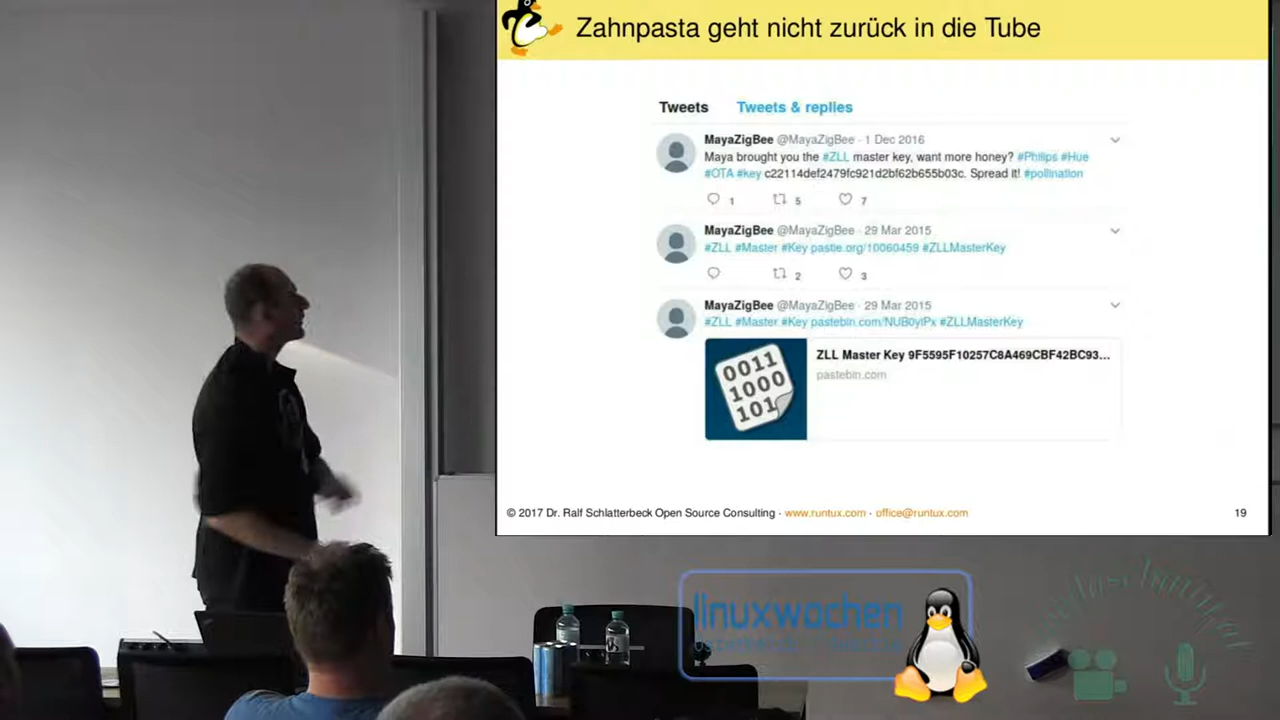 Zahnpasta geht nicht zurück in die Tube
Tweets Tweets & replies
MayaZigBee @MayaZigBee · 1 Dec 2016
Maya brought you the #ZLL master key, want more honey? #Philips #Hue
#OTA #key c22114def2479fc921d2bf62b655b03c. Spread it! #pollination
1 5 7
MayaZigBee @MayaZigBee · 29 Mar 2015
#ZLL #Master #Key pastie.org/10060459 #ZLLMasterKey
2 3
MayaZigBee @MayaZigBee · 29 Mar 2015
#ZLL #Master #Key pastebin.com/NUB0yiPx #ZLLMasterKey
0011
1000
101
ZLL Master Key 9F5595F10257C8A469CBF42BC93...
pastebin.com
© 2017 Dr. Ralf Schlatterbeck Open Source Consulting · www.runtux.com · office@runtux.com 19
linuxwochen